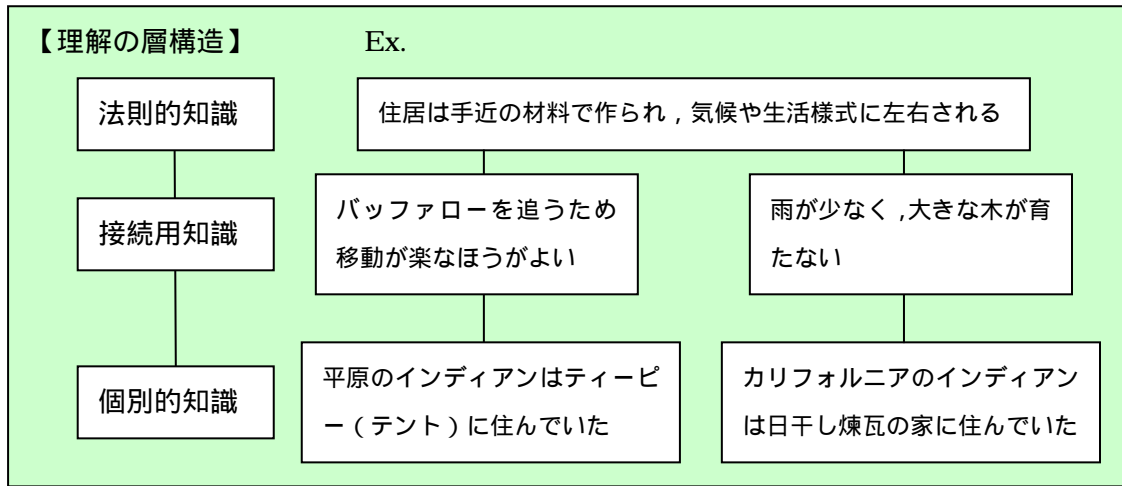 【理解の層構造】 Ex.
法則的知識
住居は手近の材料で作られ，気候や生活様式に左右される
接続用知識
バッファローを追うため
移動が楽なほうがよい
雨が少なく，大きな木が育
たない
個別的知識
平原のインディアンはティーピ
ー（テント）に住んでいた
カリフォルニアのインディアン
は日干し煉瓦の家に住んでいた